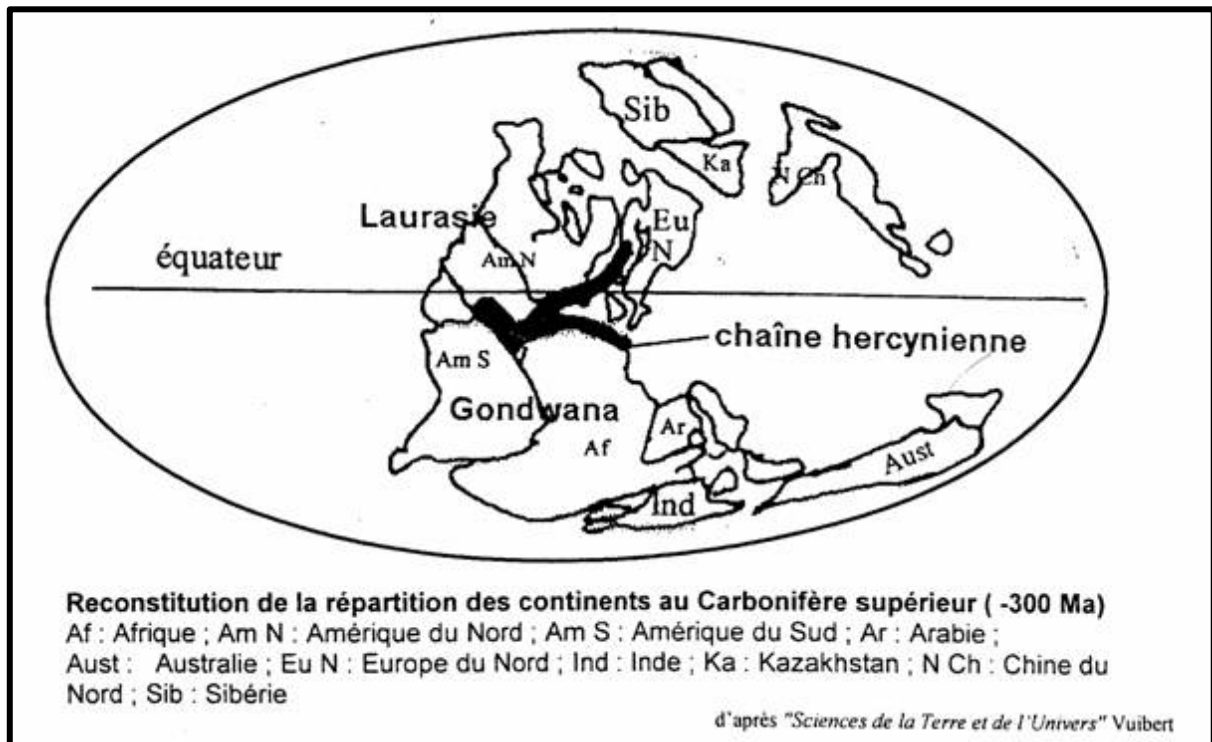 Sib
Ka
N Ch
Laurasie
Eu
N
équateur
Am N
chaîne hercynienne
Am S
Gondwana
Ar
Af
Aust
Ind
Reconstitution de la répartition des continents au Carbonifère supérieur ( -300 Ma)
Af : Afrique ; Am N : Amérique du Nord ; Am S : Amérique du Sud ; Ar : Arabie ;
Aust : Australie ; Eu N : Europe du Nord ; Ind : Inde ; Ka : Kazakhstan ; N Ch : Chine du
Nord ; Sib : Sibérie
d'après "Sciences de la Terre et de l'Univers" Vuibert